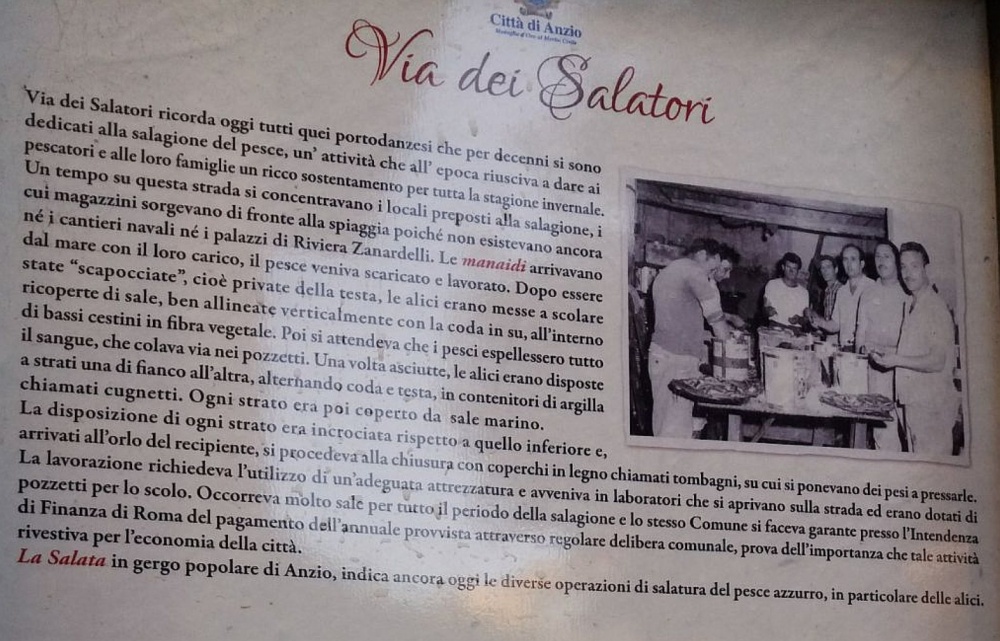 Città di Anzio
Medaglia d'Oro al Merito Civile
Via dei Salatori
Via dei Salatori ricorda oggi tutti quei portodanzesi che per decenni si sono
dedicati alla salagione del pesce, un' attività che all' epoca riusciva a dare ai
pescatori e alle loro famiglie un ricco sostentamento per tutta la stagione invernale.
Un tempo su questa strada si concentravano i locali preposti alla salagione, i
cui magazzini sorgevano di fronte alla spiaggia poiché non esistevano ancora
né i cantieri navali né i palazzi di Riviera Zanardelli. Le manaidi arrivavano
dal mare con il loro carico, il pesce veniva scaricato e lavorato. Dopo essere
state “scapocciate”, cioè private della testa, le alici erano messe a scolare
ricoperte di sale, ben allineate verticalmente con la coda in su, all'interno
di bassi cestini in fibra vegetale. Poi si attendeva che i pesci espellessero tutto
il sangue, che colava via nei pozzetti. Una volta asciutte, le alici erano disposte
a strati una di fianco all'altra, alternando coda e testa, in contenitori di argilla
chiamati cugnetti. Ogni strato era poi coperto da sale marino.
La disposizione di ogni strato era incrociata rispetto a quello inferiore e,
arrivati all'orlo del recipiente, si procedeva alla chiusura con coperchi in legno chiamati tombagni, su cui si ponevano dei pesi a pressarle.
La lavorazione richiedeva l'utilizzo di un'adeguata attrezzatura e avveniva in laboratori che si aprivano sulla strada ed erano dotati di
pozzetti per lo scolo. Occorreva molto sale per tutto il periodo della salagione e lo stesso Comune si faceva garante presso l'Intendenza
di Finanza di Roma del pagamento dell'annuale provvista attraverso regolare delibera comunale, prova dell'importanza che tale attività
rivestiva per l'economia della città.
La Salata in gergo popolare di Anzio, indica ancora oggi le diverse operazioni di salatura del pesce azzurro, in particolare delle alici.